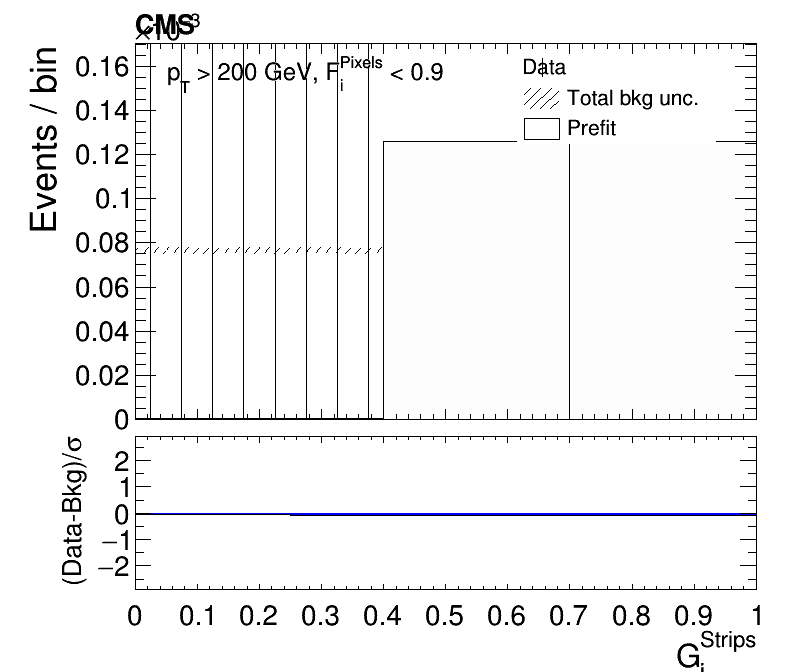 CMS
×10³
Events / bin
0.16
0.14
0.12
0.1
0.08
0.06
0.04
0.02
0
p_T > 200 GeV, F_i^Pixels < 0.9
Data
Total bkg unc.
Prefit
(Data-Bkg)/σ
2
1
0
−1
−2
0 0.1 0.2 0.3 0.4 0.5 0.6 0.7 0.8 0.9 1
G_i^Strips